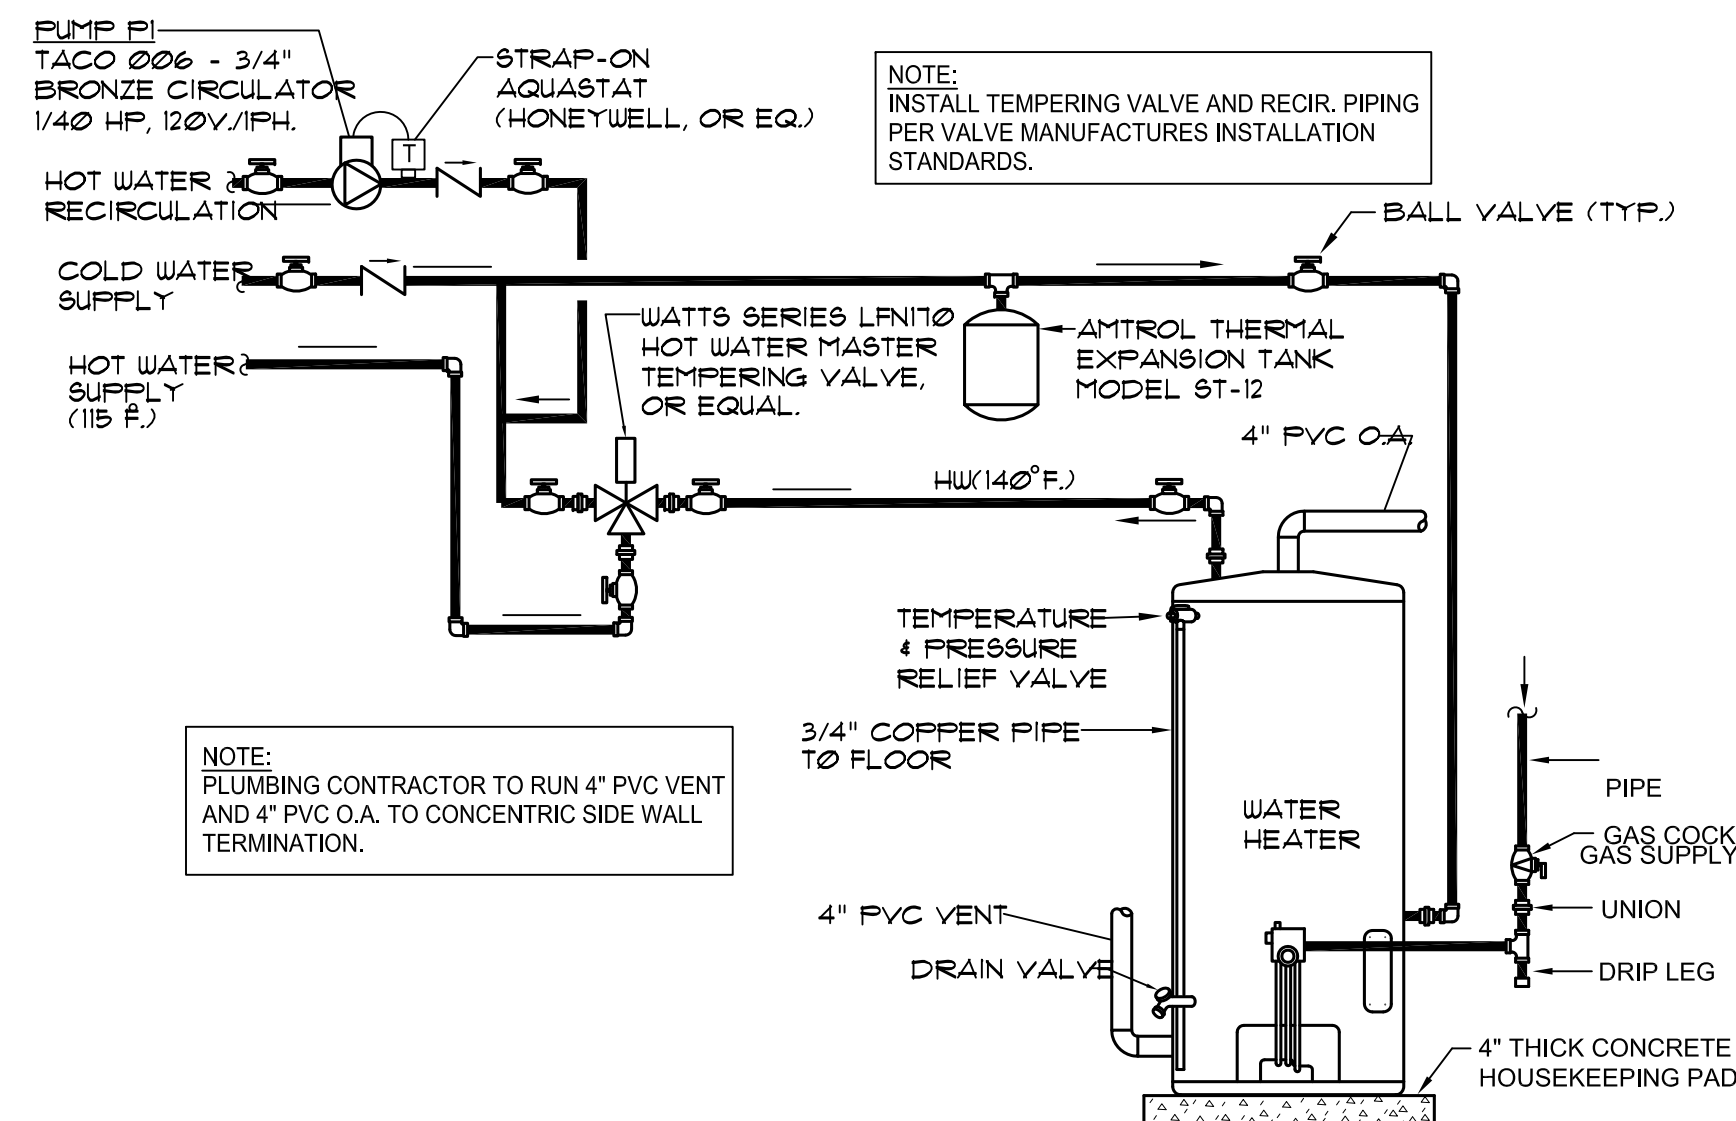 PUMP P1
TACO 006 - 3/4"
BRONZE CIRCULATOR
1/40 HP, 120V./1PH.
STRAP-ON
AQUASTAT
(HONEYWELL, OR EQ.)
T
NOTE:
INSTALL TEMPERING VALVE AND RECIR. PIPING
PER VALVE MANUFACTURES INSTALLATION
STANDARDS.
HOT WATER
RECIRCULATION
BALL VALVE (TYP.)
COLD WATER
SUPPLY
HOT WATER
SUPPLY
(115 °F.)
WATTS SERIES LFN170
HOT WATER MASTER
TEMPERING VALVE,
OR EQUAL.
AMTROL THERMAL
EXPANSION TANK
MODEL ST-12
4" PVC O.A.
HW(140°F.)
TEMPERATURE
& PRESSURE
RELIEF VALVE
3/4" COPPER PIPE
TO FLOOR
NOTE:
PLUMBING CONTRACTOR TO RUN 4" PVC VENT
AND 4" PVC O.A. TO CONCENTRIC SIDE WALL
TERMINATION.
WATER
HEATER
PIPE
GAS COCK
GAS SUPPLY
UNION
DRIP LEG
4" PVC VENT
DRAIN VALVE
4" THICK CONCRETE
HOUSEKEEPING PAD